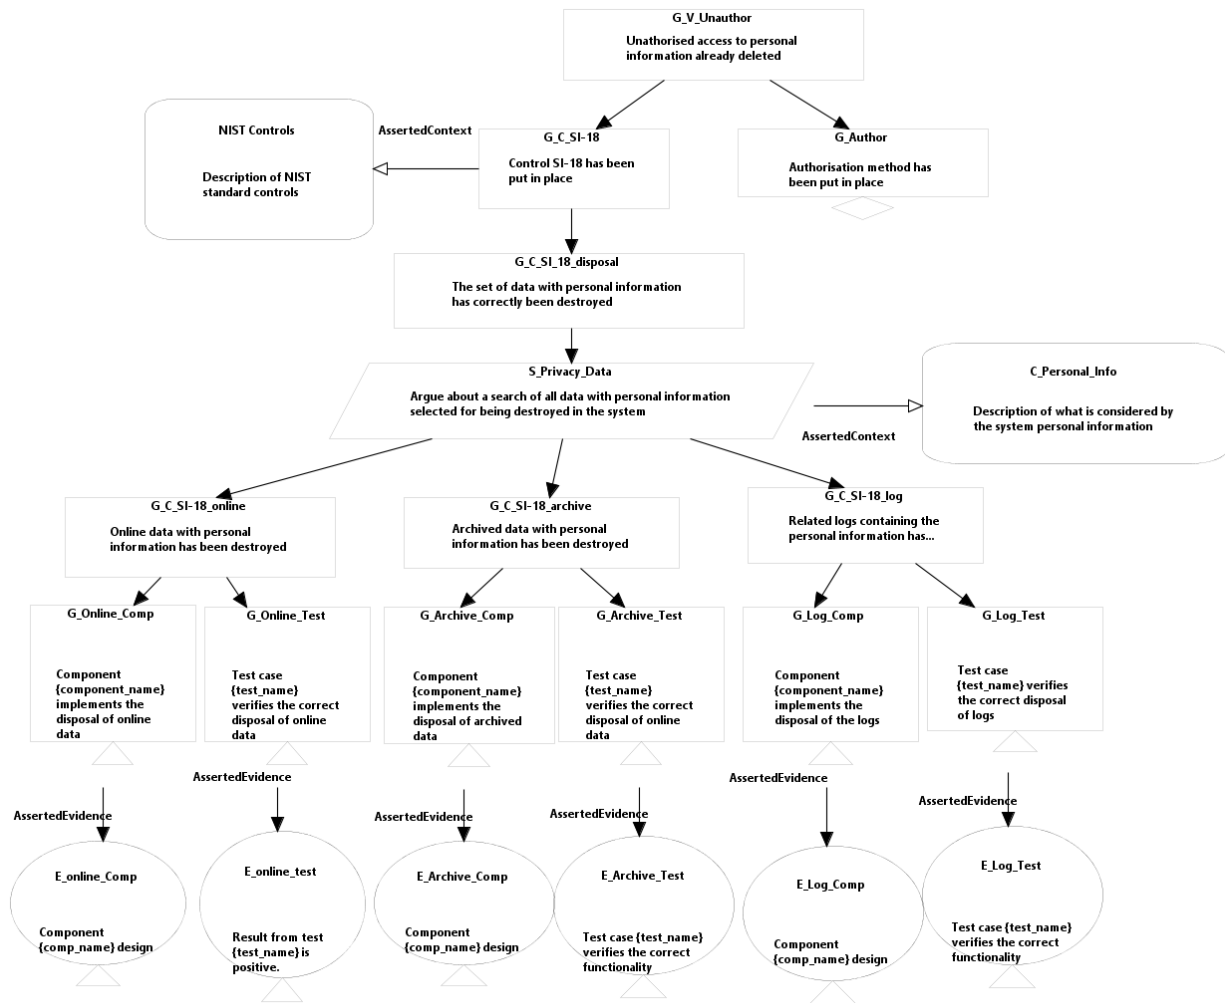 G_V_Unauthor
Unathorised access to personal
information already deleted
NIST Controls
Description of NIST
standard controls
AssertedContext
G_C_SI-18
Control SI-18 has been
put in place
G_Author
Authorisation method has
been put in place
G_C_SI_18_disposal
The set of data with personal information
has correctly been destroyed
S_Privacy_Data
Argue about a search of all data with personal information
selected for being destroyed in the system
AssertedContext
C_Personal_Info
Description of what is considered by
the system personal information
G_C_SI-18_online
Online data with personal
information has been destroyed
G_C_SI-18_archive
Archived data with personal
information has been destroyed
G_C_SI-18_log
Related logs containing the
personal information has...
G_Online_Comp
Component
{component_name}
implements the
disposal of online
data
G_Online_Test
Test case
{test_name}
verifies the correct
disposal of online
data
G_Archive_Comp
Component
{component_name}
implements the
disposal of archived
data
G_Archive_Test
Test case
{test_name}
verifies the correct
disposal of online
data
G_Log_Comp
Component
{component_name}
implements the
disposal of the logs
G_Log_Test
Test case
{test_name} verifies
the correct disposal
of logs
AssertedEvidence
AssertedEvidence
AssertedEvidence
AssertedEvidence
AssertedEvidence
AssertedEvidence
E_online_Comp
Component
{comp_name} design
E_online_test
Result from test
{test_name} is
positive.
E_Archive_Comp
Component
{comp_name} design
E_Archive_Test
Test case {test_name}
verifies the correct
functionality
E_Log_Comp
Component
{comp_name} design
E_Log_Test
Test case {test_name}
verifies the correct
functionality